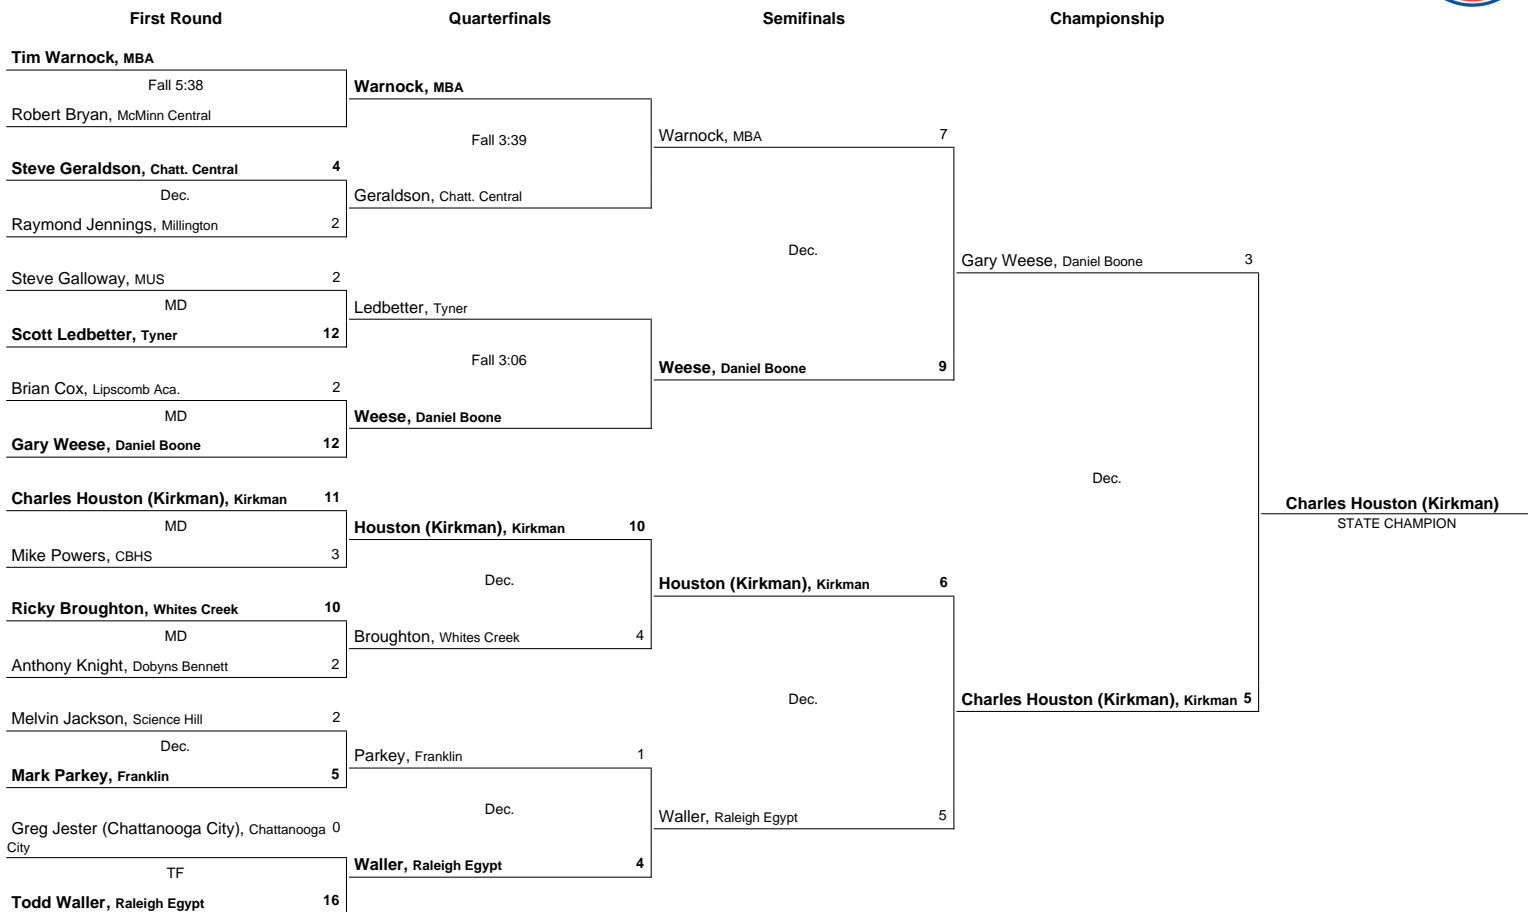 First Round Quarterfinals Semifinals Championship
Tim Warnock, MBA
Fall 5:38
Robert Bryan, McMinn Central
Steve Geraldson, Chatt. Central 4
Dec.
Raymond Jennings, Millington 2
Steve Galloway, MUS 2
MD
Scott Ledbetter, Tyner 12
Brian Cox, Lipscomb Aca. 2
MD
Gary Weese, Daniel Boone 12
Charles Houston (Kirkman), Kirkman 11
MD
Mike Powers, CBHS 3
Ricky Broughton, Whites Creek 10
MD
Anthony Knight, Dobyns Bennett 2
Melvin Jackson, Science Hill 2
Dec.
Mark Parkey, Franklin 5
Greg Jester (Chattanooga City), Chattanooga 0
City
TF
Todd Waller, Raleigh Egypt 16
Warnock, MBA
Fall 3:39
Geraldson, Chatt. Central
Ledbetter, Tyner
Fall 3:06
Weese, Daniel Boone
Houston (Kirkman), Kirkman 10
Dec.
Broughton, Whites Creek 4
Parkey, Franklin 1
Dec.
Waller, Raleigh Egypt 4
Warnock, MBA 7
Dec.
Weese, Daniel Boone 9
Houston (Kirkman), Kirkman 6
Dec.
Waller, Raleigh Egypt 5
Gary Weese, Daniel Boone 3
Dec.
Charles Houston (Kirkman), Kirkman 5
Charles Houston (Kirkman)
STATE CHAMPION